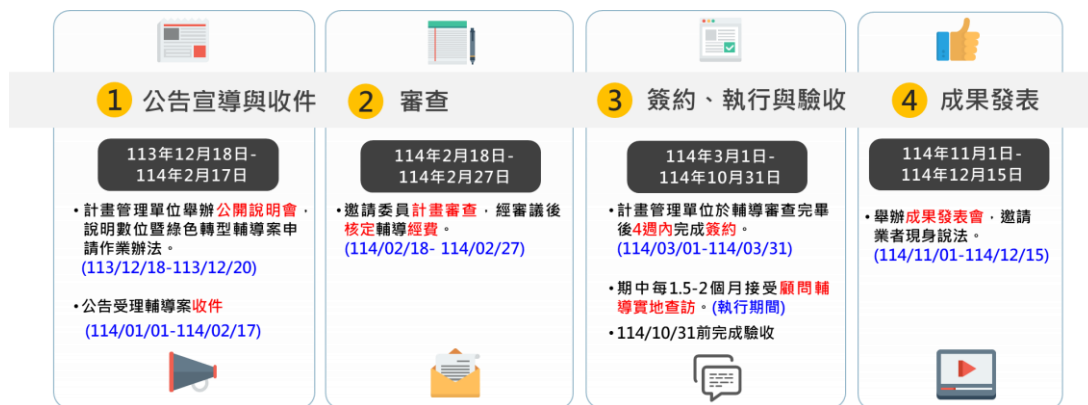 1 公告宣導與收件
113年12月18日-
114年2月17日
•計畫管理單位舉辦公開說明會，
說明數位暨綠色轉型輔導案申
請作業辦法。
(113/12/18-113/12/20)
•公告受理輔導案收件
(114/01/01-114/02/17)
2 審查
114年2月18日-
114年2月27日
•邀請委員計畫審查，經審議後
核定輔導經費。
(114/02/18- 114/02/27)
3 簽約、執行與驗收
114年3月1日-
114年10月31日
•計畫管理單位於輔導審查完畢
後4週內完成簽約。
(114/03/01-114/03/31)
•期中每1.5-2個月接受顧問輔
導實地查訪。(執行期間)
•114/10/31前完成驗收
4 成果發表
114年11月1日-
114年12月15日
•舉辦成果發表會，邀請
業者現身說法。
(114/11/01-114/12/15)